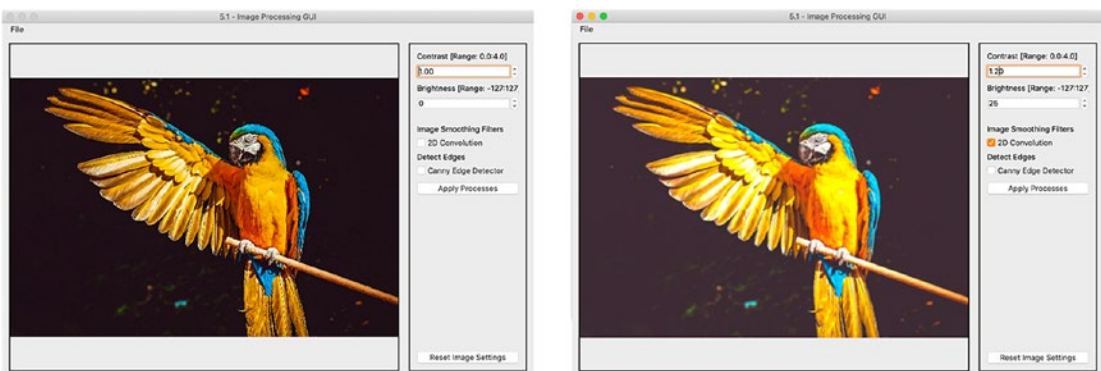 5.1 - Image Processing GUI
File
Contrast [Range: 0.0:4.0]
1.00
Brightness [Range: -127:127]
0
Image Smoothing Filters
2D Convolution
Detect Edges
Canny Edge Detector
Apply Processes
Reset Image Settings
5.1 - Image Processing GUI
File
Contrast [Range: 0.0:4.0]
1.20
Brightness [Range: -127:127]
25
Image Smoothing Filters
2D Convolution
Detect Edges
Canny Edge Detector
Apply Processes
Reset Image Settings